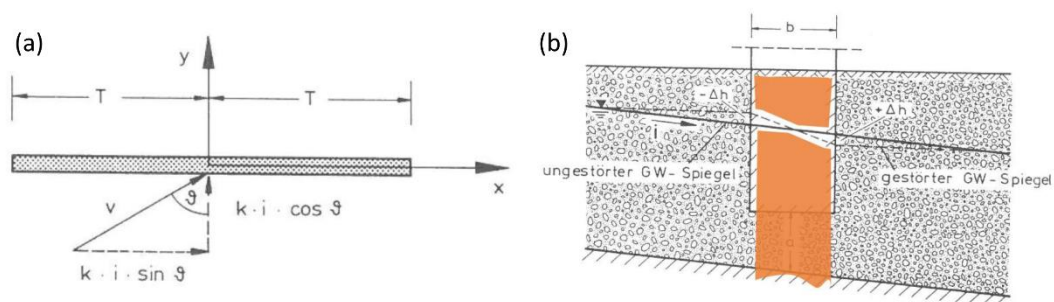 (a)
y
T
T
x
v
ϑ
k · i · cos ϑ
k · i · sin ϑ
(b)
b
-Δh
+Δh
i
ungestörter GW-Spiegel
gestörter GW-Spiegel